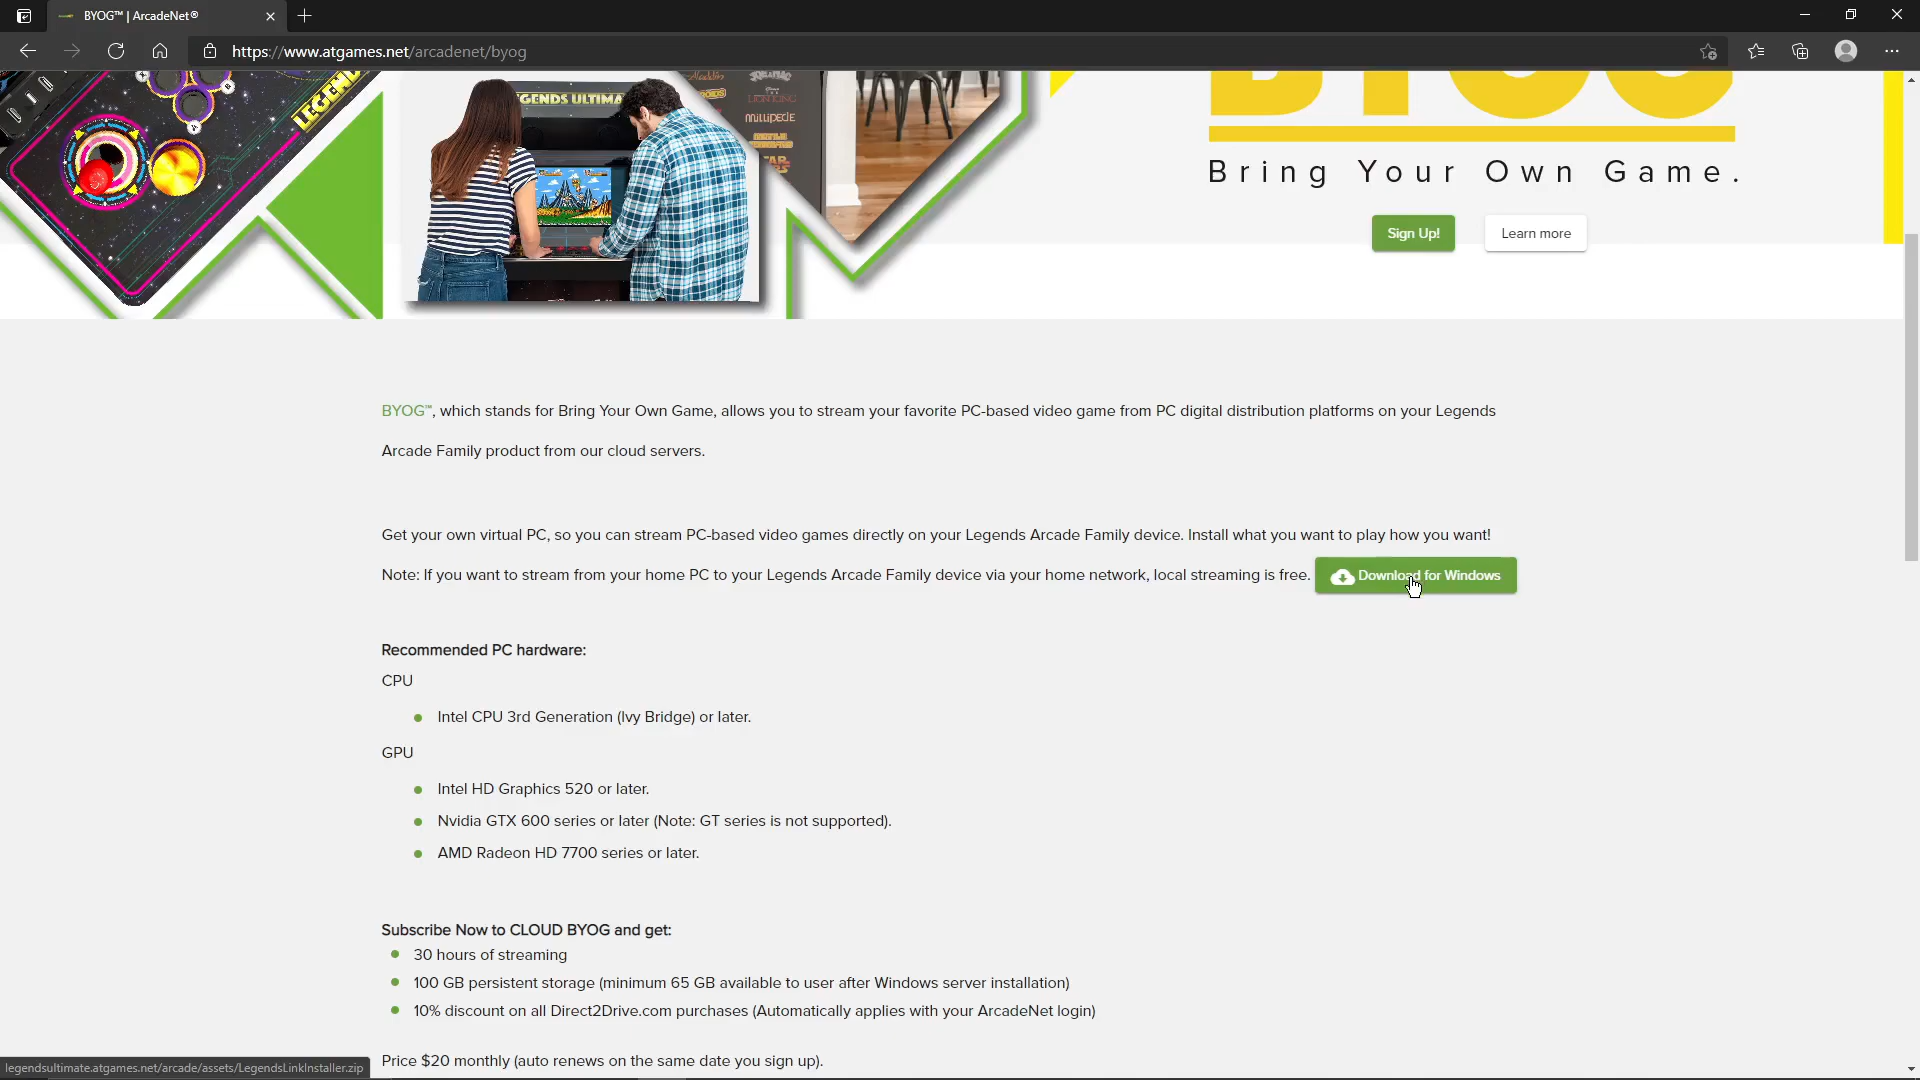 BYOG™ | ArcadeNet®
https://www.atgames.net/arcadenet/byog
LEGENDS
GENDS ULTIMA
Aladdin
LION KING
MILLIPEDE
BYOG
Bring Your Own Game.
Sign Up!
Learn more
BYOG™, which stands for Bring Your Own Game, allows you to stream your favorite PC-based video game from PC digital distribution platforms on your Legends
Arcade Family product from our cloud servers.
Get your own virtual PC, so you can stream PC-based video games directly on your Legends Arcade Family device. Install what you want to play how you want!
Note: If you want to stream from your home PC to your Legends Arcade Family device via your home network, local streaming is free.
Download for Windows
Recommended PC hardware:
CPU
Intel CPU 3rd Generation (Ivy Bridge) or later.
GPU
Intel HD Graphics 520 or later.
Nvidia GTX 600 series or later (Note: GT series is not supported).
AMD Radeon HD 7700 series or later.
Subscribe Now to CLOUD BYOG and get:
30 hours of streaming
100 GB persistent storage (minimum 65 GB available to user after Windows server installation)
10% discount on all Direct2Drive.com purchases (Automatically applies with your ArcadeNet login)
Price $20 monthly (auto renews on the same date you sign up).
legendsultimate.atgames.net/arcade/assets/LegendsLinkInstaller.zip